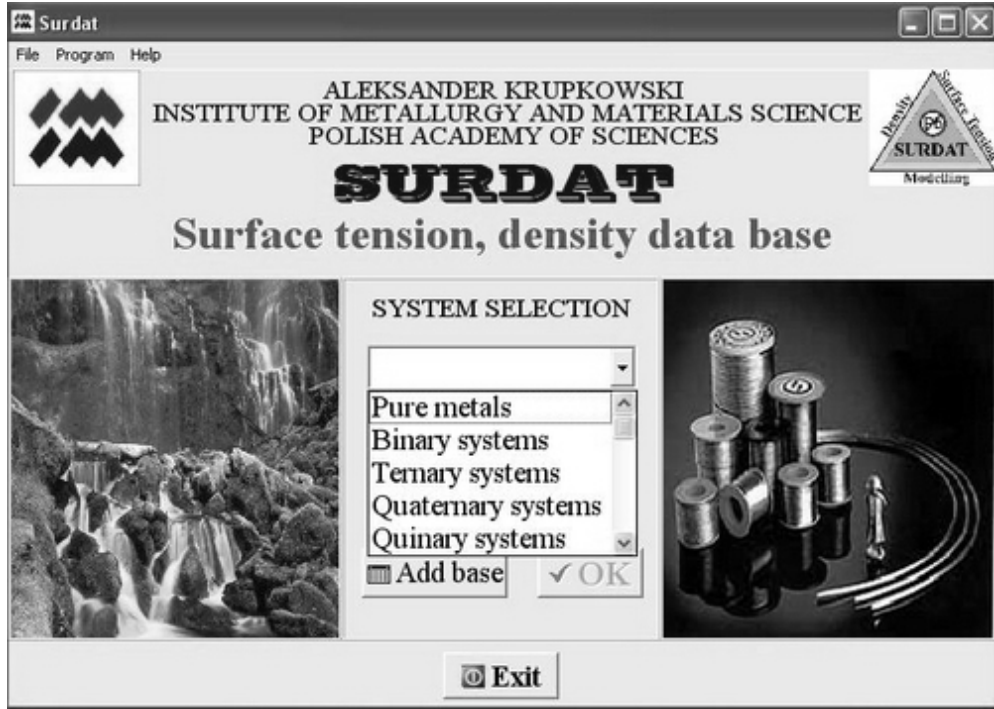 Surdat
File Program Help
ALEKSANDER KRUPKOWSKI
INSTITUTE OF METALLURGY AND MATERIALS SCIENCE
POLISH ACADEMY OF SCIENCES
Density
Surface Tension
Pb
SURDAT
Modelling
SURDAT
Surface tension, density data base
SYSTEM SELECTION
Pure metals
Binary systems
Ternary systems
Quaternary systems
Quinary systems
Add base
OK
Exit